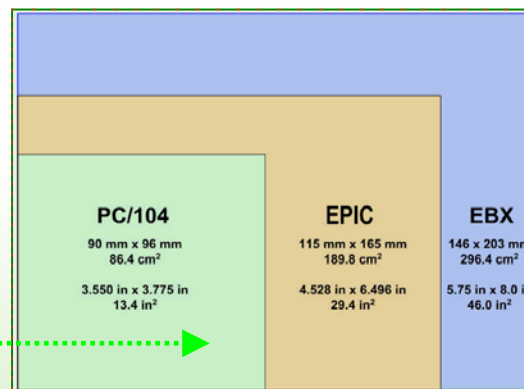 PC/104
90 mm x 96 mm
86.4 cm²
3.550 in x 3.775 in
13.4 in²
EPIC
115 mm x 165 mm
189.8 cm²
4.528 in x 6.496 in
29.4 in²
EBX
146 x 203 mm
296.4 cm²
5.75 in x 8.0 i
46.0 in²